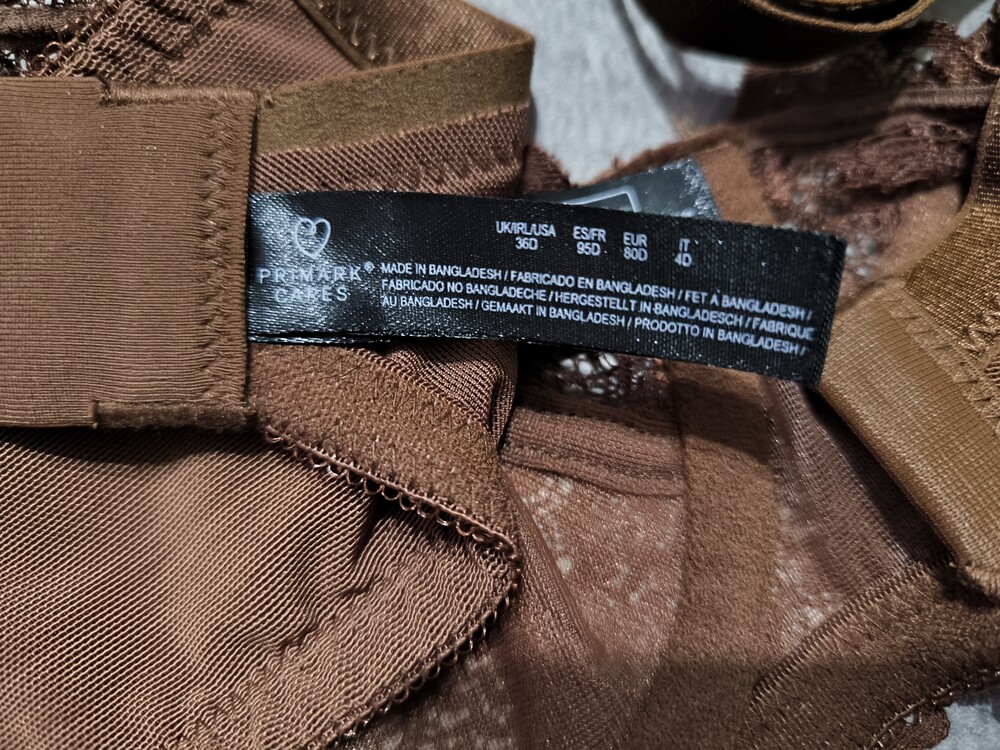 PRIMARK®
CARES
UK/IRL/USA ES/FR EUR IT
36D 95D 80D 4D
MADE IN BANGLADESH / FABRICADO EN BANGLADESH / FET A BANGLADESH /
FABRICADO NO BANGLADECHE / HERGESTELLT IN BANGLADESCH / FABRIQUE
AU BANGLADESH / GEMAAKT IN BANGLADESH / PRODOTTO IN BANGLADESH /